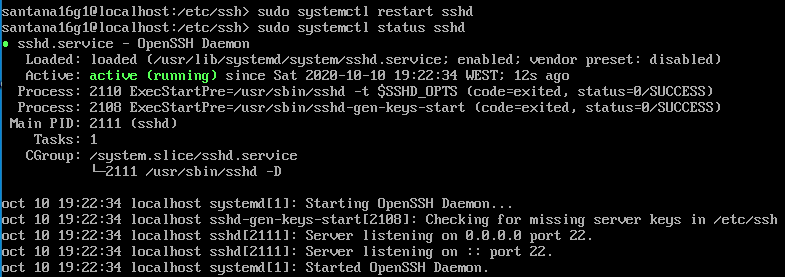 santana16g1@localhost:/etc/ssh> sudo systemctl restart sshd
santana16g1@localhost:/etc/ssh> sudo systemctl status sshd
● sshd.service - OpenSSH Daemon
   Loaded: loaded (/usr/lib/systemd/system/sshd.service; enabled; vendor preset: disabled)
   Active: active (running) since Sat 2020-10-10 19:22:34 WEST; 12s ago
  Process: 2110 ExecStartPre=/usr/sbin/sshd -t $SSHD_OPTS (code=exited, status=0/SUCCESS)
  Process: 2108 ExecStartPre=/usr/sbin/sshd-gen-keys-start (code=exited, status=0/SUCCESS)
 Main PID: 2111 (sshd)
    Tasks: 1
   CGroup: /system.slice/sshd.service
           └─2111 /usr/sbin/sshd -D

oct 10 19:22:34 localhost systemd[1]: Starting OpenSSH Daemon...
oct 10 19:22:34 localhost sshd-gen-keys-start[2108]: Checking for missing server keys in /etc/ssh
oct 10 19:22:34 localhost sshd[2111]: Server listening on 0.0.0.0 port 22.
oct 10 19:22:34 localhost sshd[2111]: Server listening on :: port 22.
oct 10 19:22:34 localhost systemd[1]: Started OpenSSH Daemon.